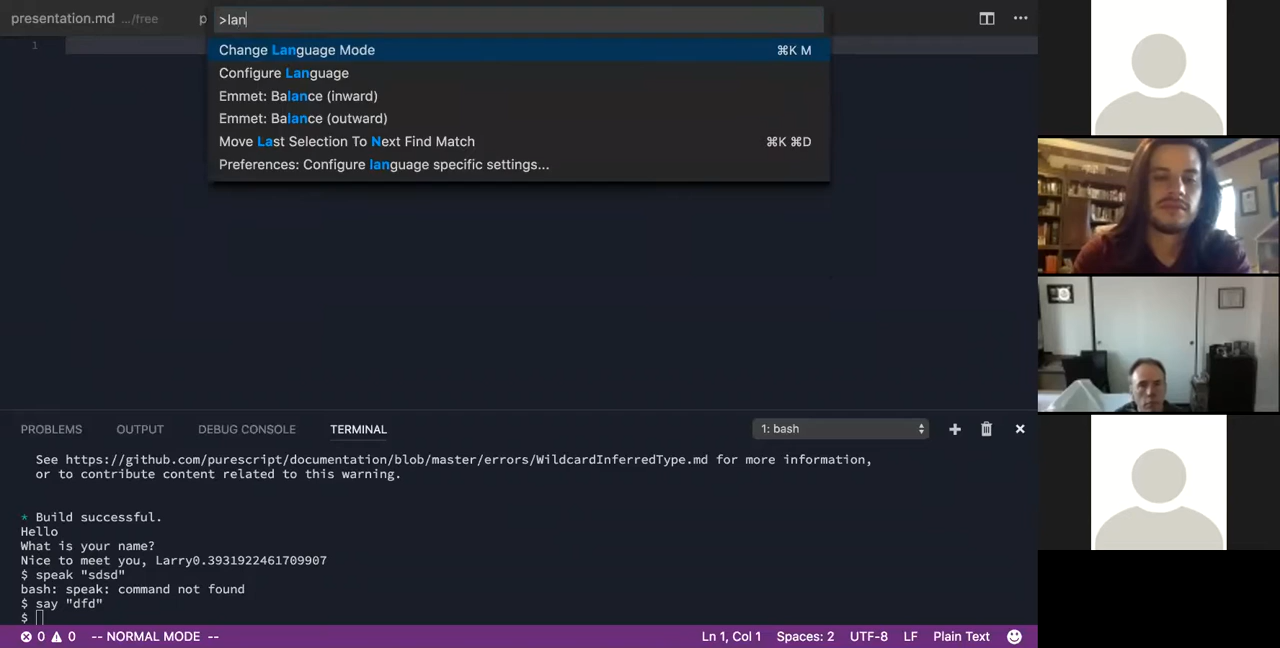 presentation.md .../free p
>lan
1
Change Language Mode ⌘K M
Configure Language
Emmet: Balance (inward)
Emmet: Balance (outward)
Move Last Selection To Next Find Match ⌘K ⌘D
Preferences: Configure language specific settings...
PROBLEMS OUTPUT DEBUG CONSOLE TERMINAL 1: bash
See https://github.com/purescript/documentation/blob/master/errors/WildcardInferredType.md for more information,
or to contribute content related to this warning.
* Build successful.
Hello
What is your name?
Nice to meet you, Larry0.3931922461709907
$ speak "sdsd"
bash: speak: command not found
$ say "dfd"
$
0 0 -- NORMAL MODE -- Ln 1, Col 1 Spaces: 2 UTF-8 LF Plain Text